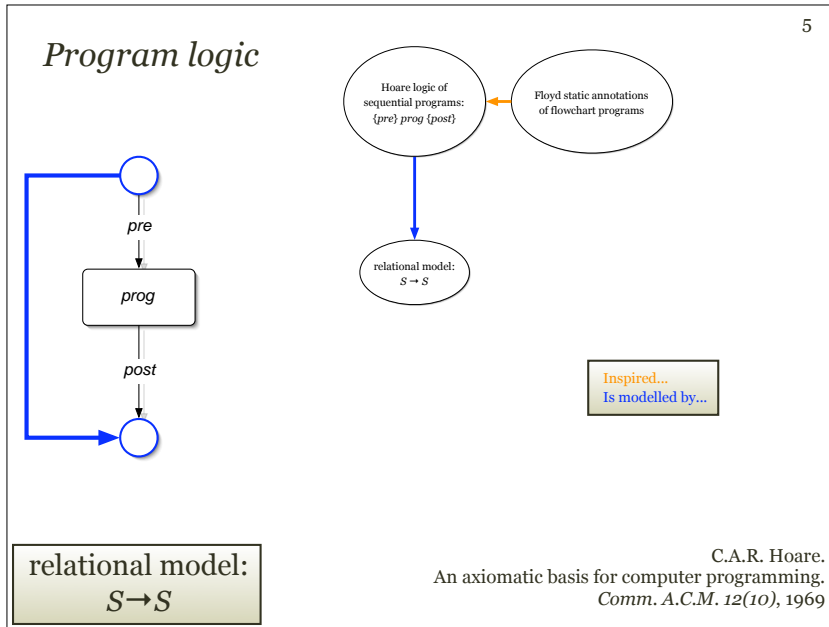 5
Program logic
Hoare logic of
sequential programs:
{pre} prog {post}
Floyd static annotations
of flowchart programs
pre
prog
post
relational model:
S → S
Inspired...
Is modelled by...
relational model:
S→S
C.A.R. Hoare.
An axiomatic basis for computer programming.
Comm. A.C.M. 12(10), 1969